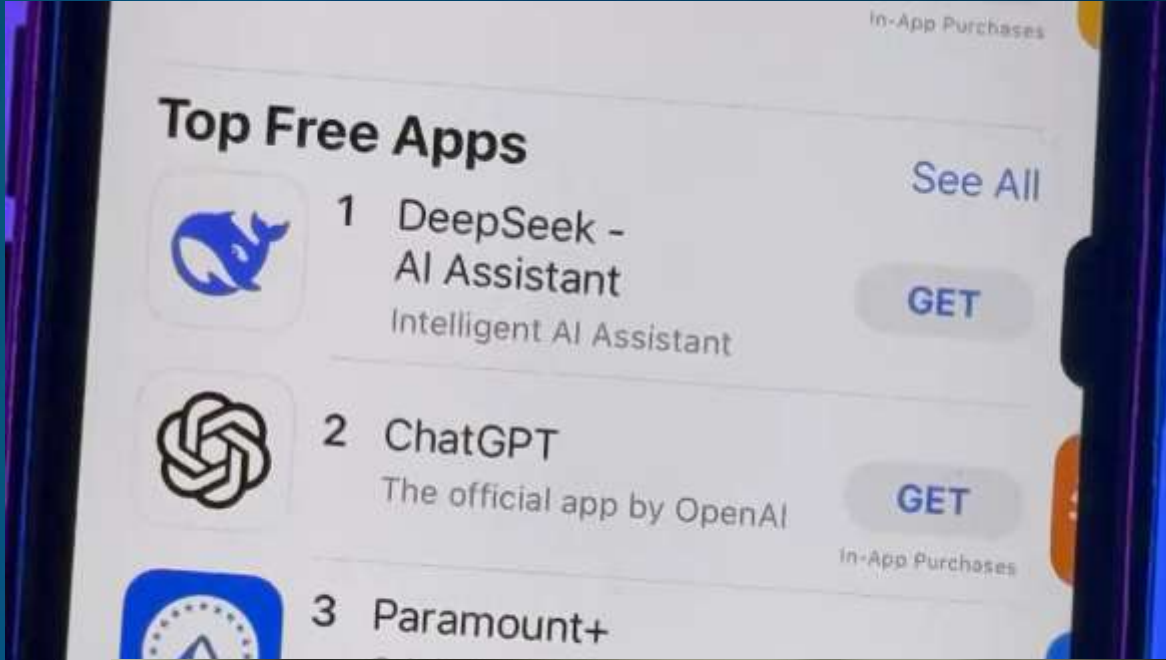 In-App Purchases
Top Free Apps
See All
1 DeepSeek -
AI Assistant
Intelligent AI Assistant
GET
2 ChatGPT
The official app by OpenAI
GET
In-App Purchases
3 Paramount+